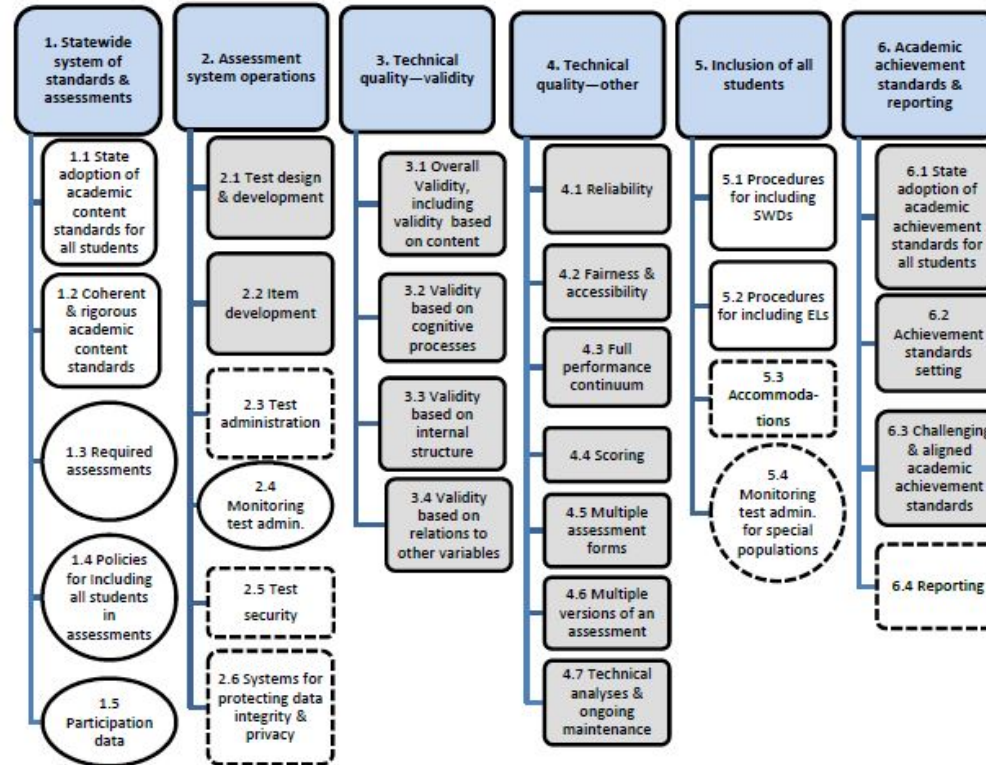 1. Statewide
system of
standards &
assessments
1.1 State
adoption of
academic
content
standards for
all students
1.2 Coherent
& rigorous
academic
content
standards
1.3 Required
assessments
1.4 Policies
for Including
all students
in
assessments
1.5
Participation
data
2. Assessment
system operations
2.1 Test design
& development
2.2 Item
development
2.3 Test
administration
2.4
Monitoring
test admin.
2.5 Test
security
2.6 Systems for
protecting data
integrity &
privacy
3. Technical
quality—validity
3.1 Overall
Validity,
including
validity based
on content
3.2 Validity
based on
cognitive
processes
3.3 Validity
based on
internal
structure
3.4 Validity
based on
relations to
other variables
4. Technical
quality—other
4.1 Reliability
4.2 Fairness &
accessibility
4.3 Full
performance
continuum
4.4 Scoring
4.5 Multiple
assessment
forms
4.6 Multiple
versions of an
assessment
4.7 Technical
analyses &
ongoing
maintenance
5. Inclusion of all
students
5.1 Procedures
for including
SWDs
5.2 Procedures
for including ELs
5.3
Accommoda-
tions
5.4
Monitoring
test admin.
for special
populations
6. Academic
achievement
standards &
reporting
6.1 State
adoption of
academic
achievement
standards for
all students
6.2
Achievement
standards
setting
6.3 Challenging
& aligned
academic
achievement
standards
6.4 Reporting